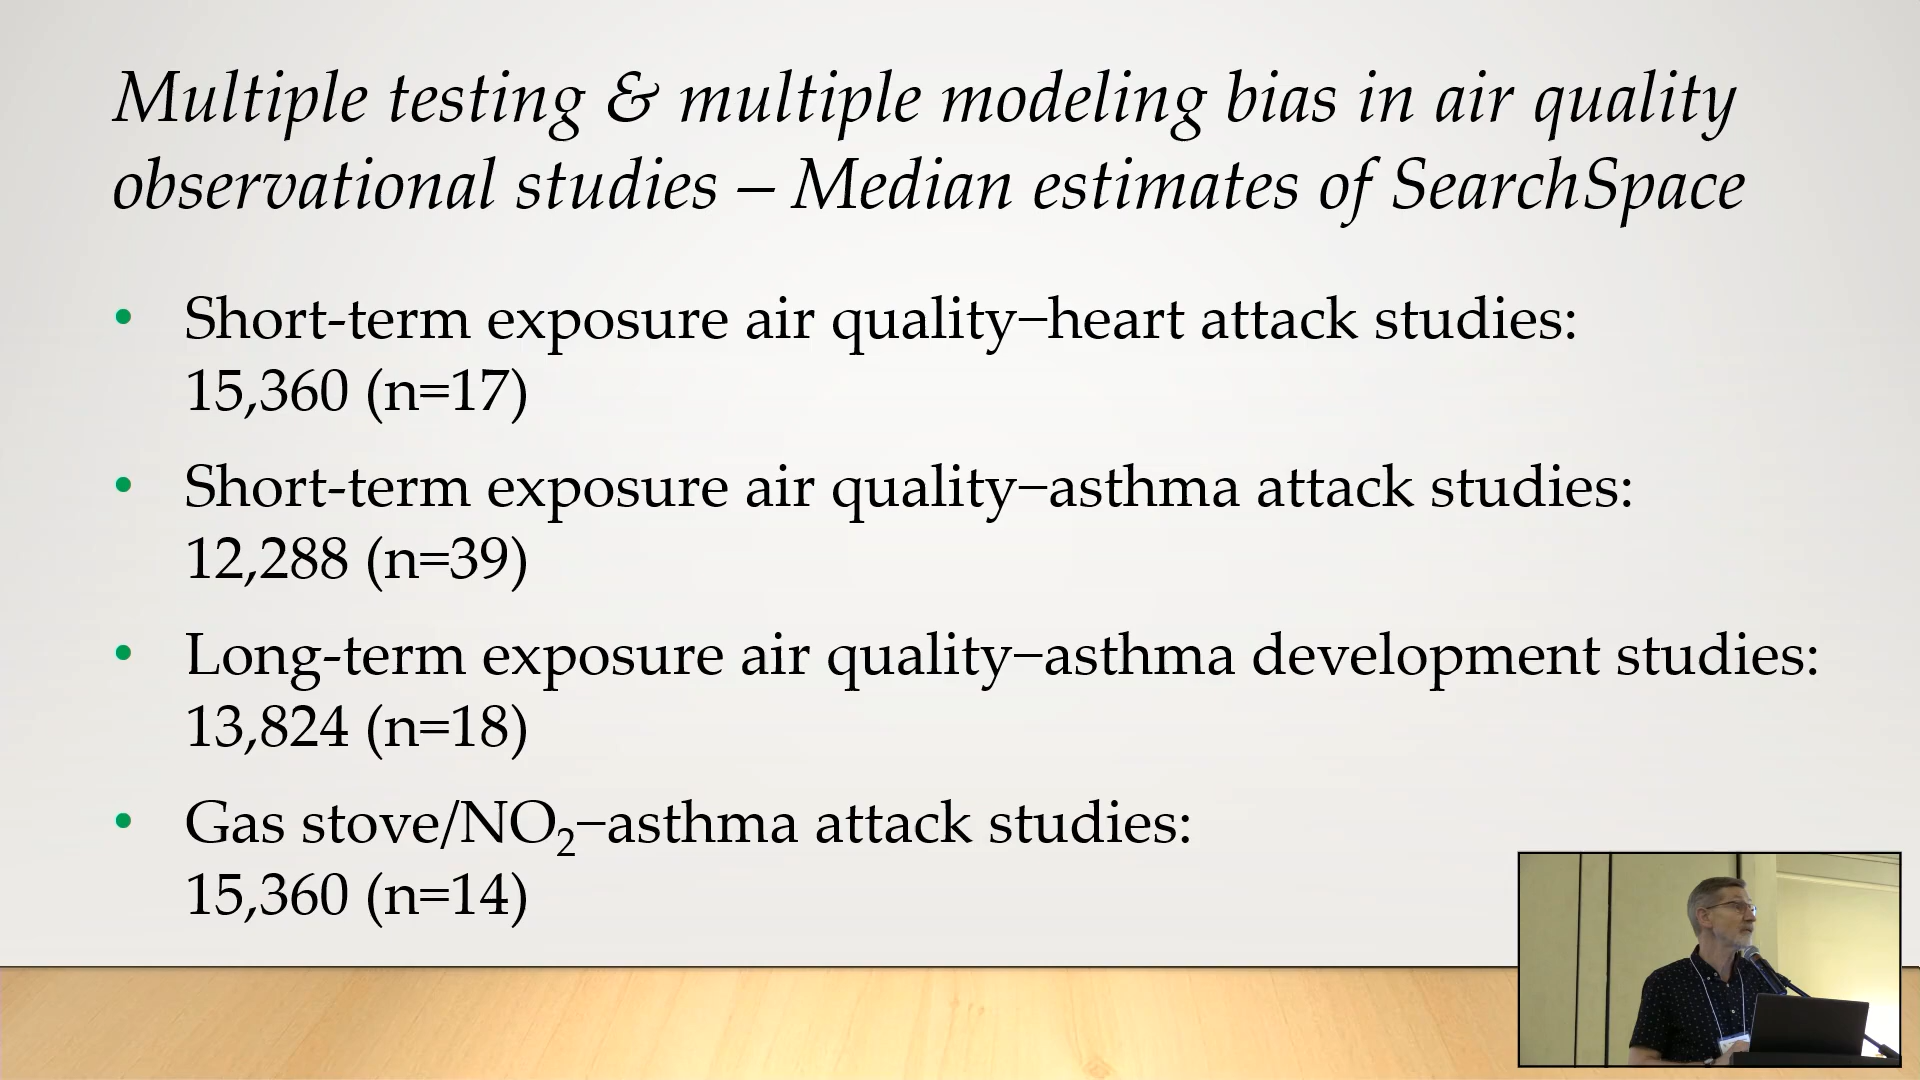 Multiple testing & multiple modeling bias in air quality
observational studies – Median estimates of SearchSpace
• Short-term exposure air quality−heart attack studies:
15,360 (n=17)
• Short-term exposure air quality−asthma attack studies:
12,288 (n=39)
• Long-term exposure air quality−asthma development studies:
13,824 (n=18)
• Gas stove/NO₂−asthma attack studies:
15,360 (n=14)